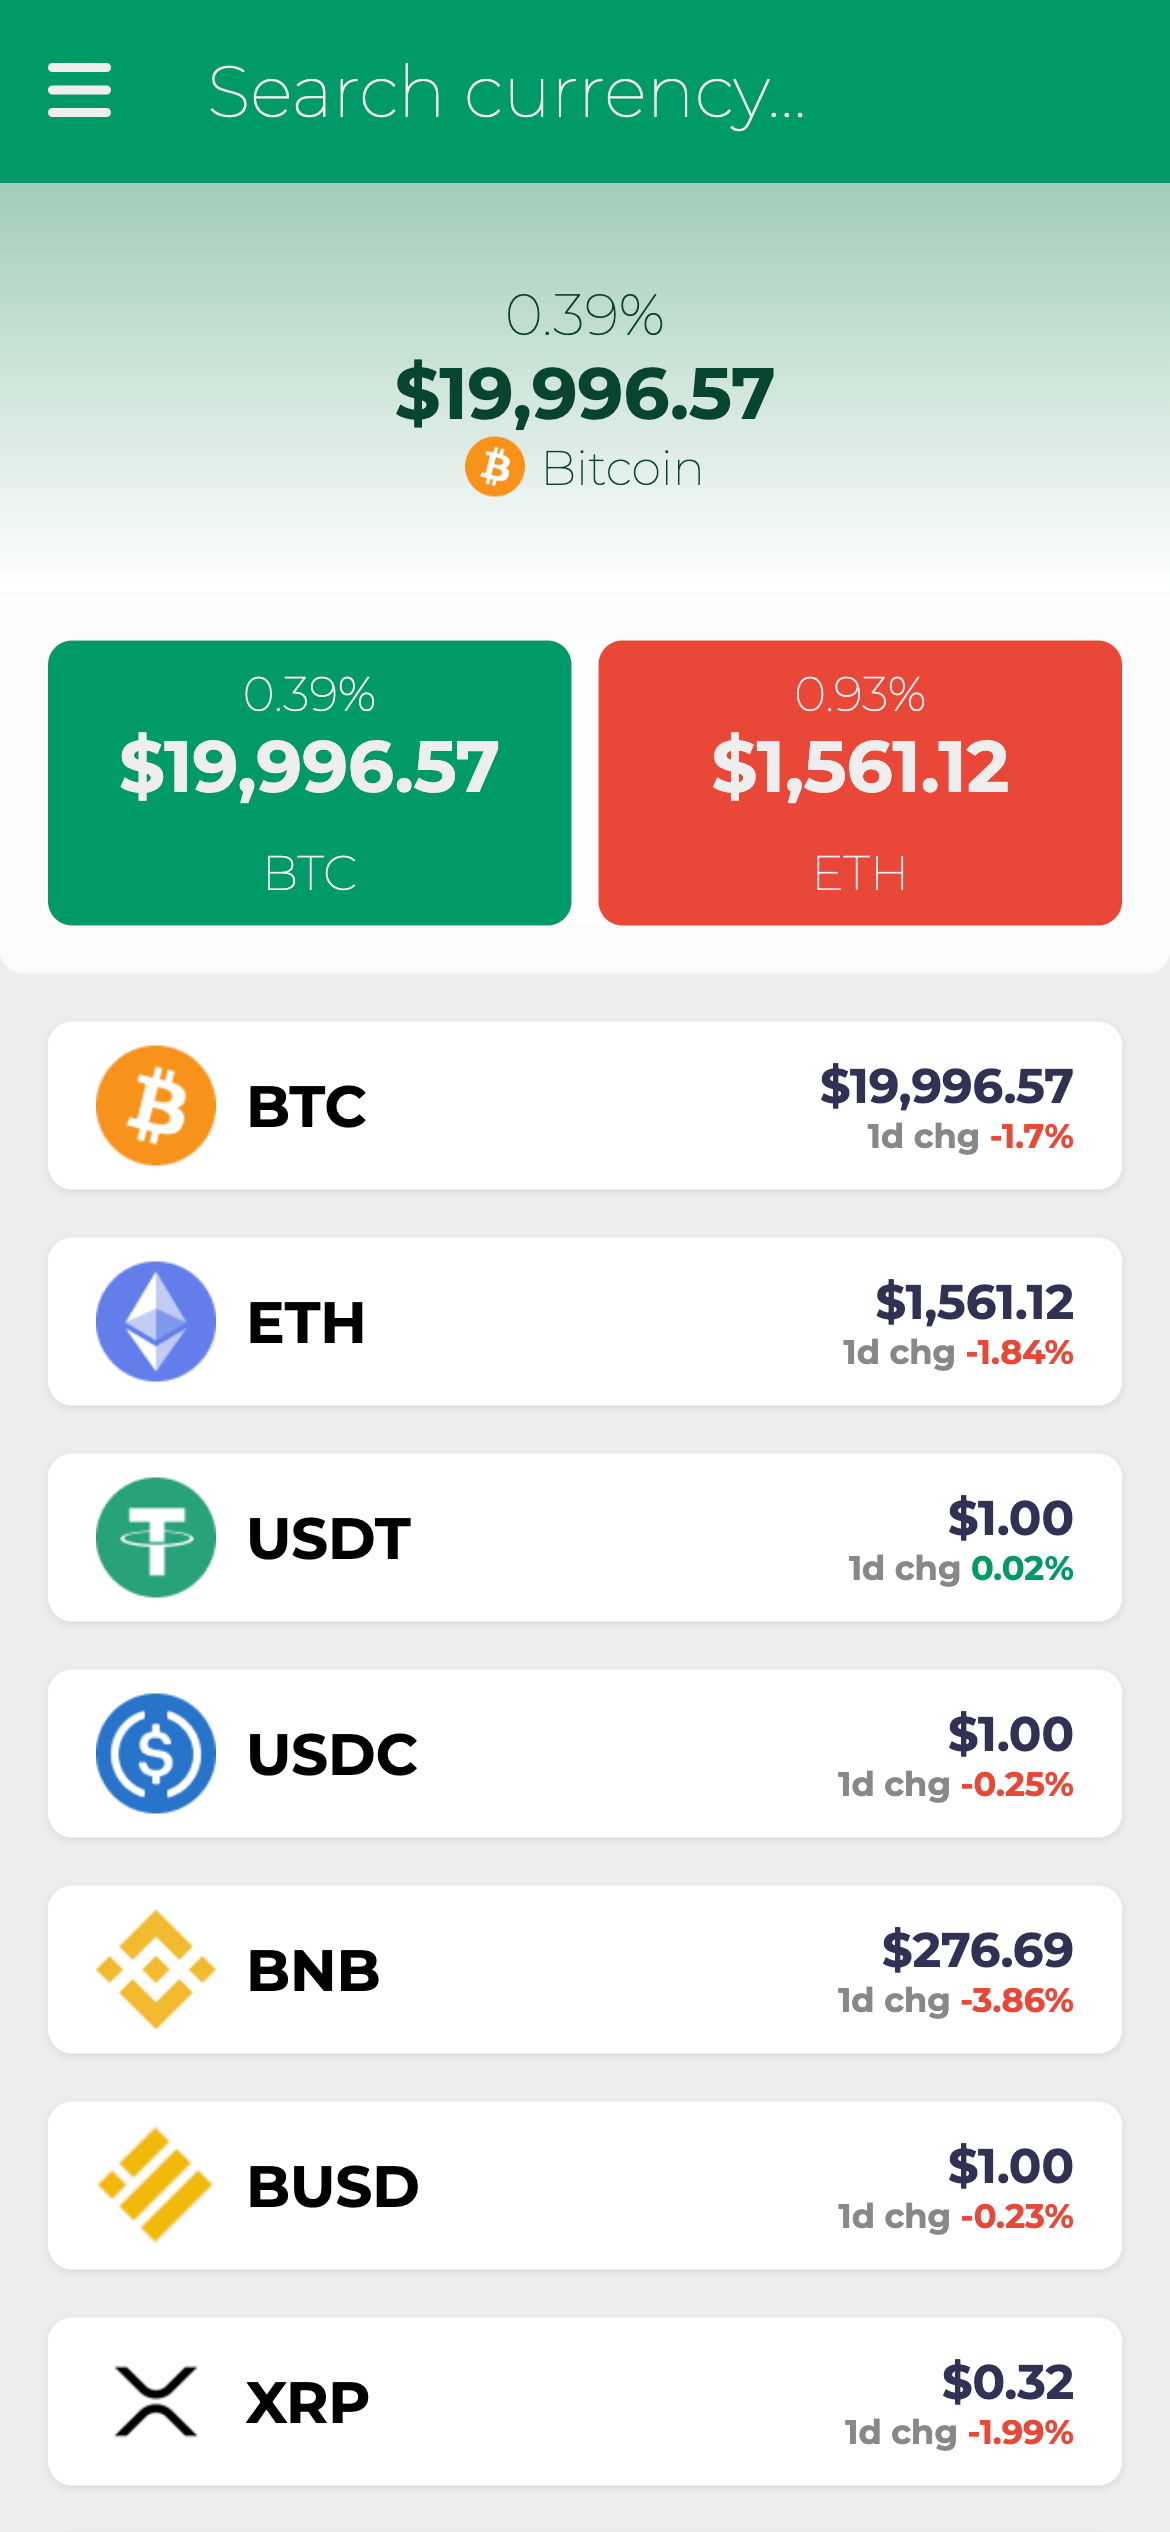 Search currency...
0.39%
$19,996.57
Bitcoin
0.39%
$19,996.57
BTC
0.93%
$1,561.12
ETH
BTC
$19,996.57
1d chg -1.7%
ETH
$1,561.12
1d chg -1.84%
USDT
$1.00
1d chg 0.02%
USDC
$1.00
1d chg -0.25%
BNB
$276.69
1d chg -3.86%
BUSD
$1.00
1d chg -0.23%
XRP
$0.32
1d chg -1.99%